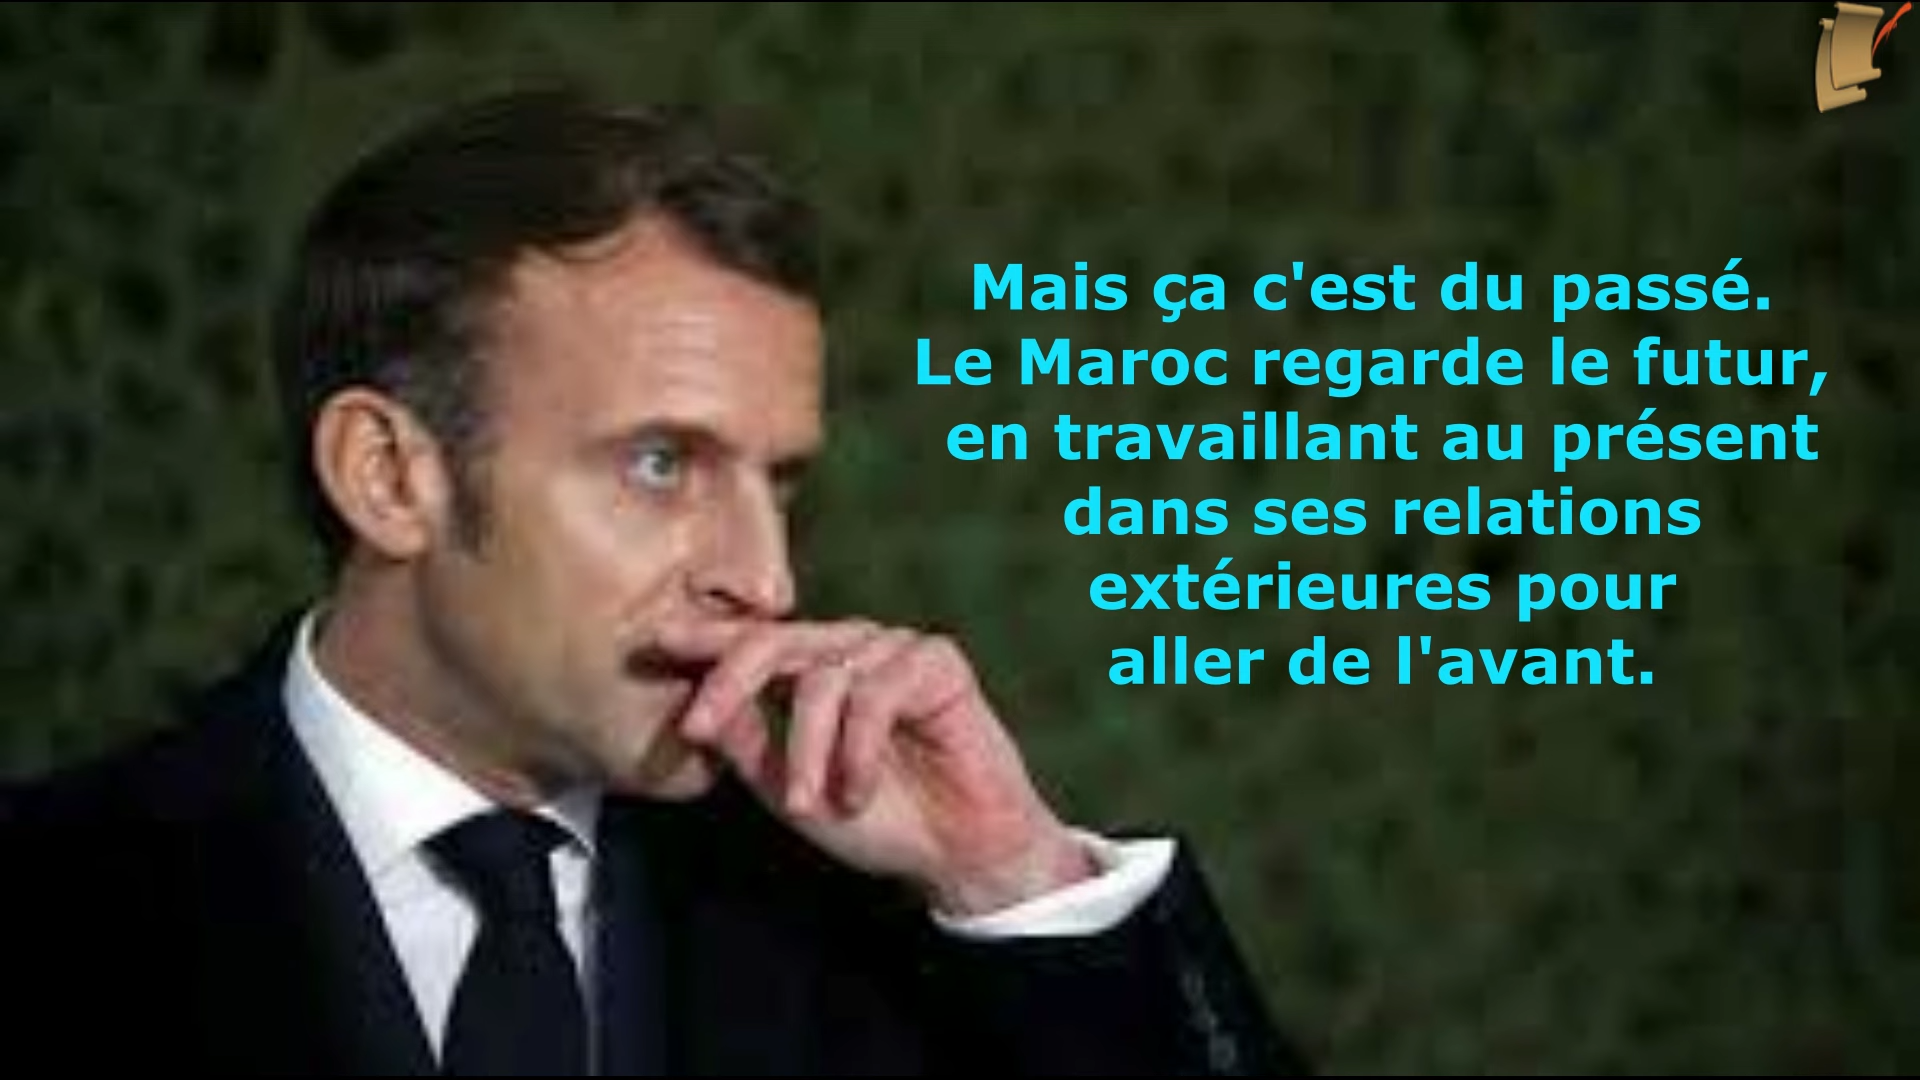 Mais ça c'est du passé.
Le Maroc regarde le futur,
en travaillant au présent
dans ses relations
extérieures pour
aller de l'avant.